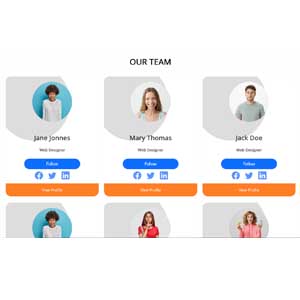 OUR TEAM
Jane Jonnes
Mary Thomas
Jack Doe
Web Designer
Web Designer
Web Designer
Follow
Follow
Follow
View Profile
View Profile
View Profile